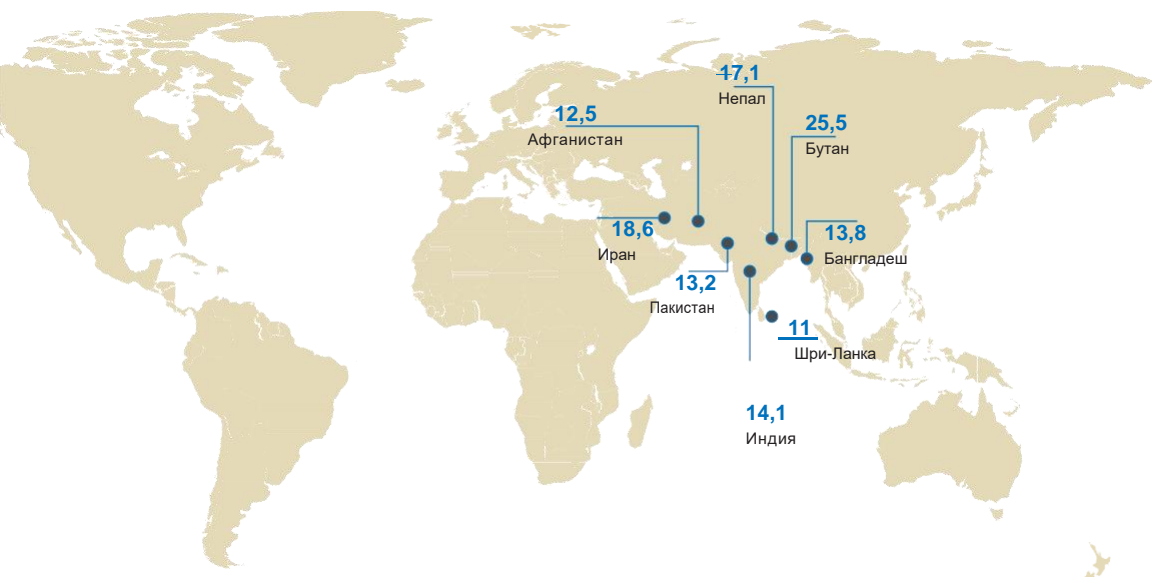 17,1
Непал
12,5
Афганистан
25,5
Бутан
18,6
Иран
13,8
Бангладеш
13,2
Пакистан
11
Шри-Ланка
14,1
Индия